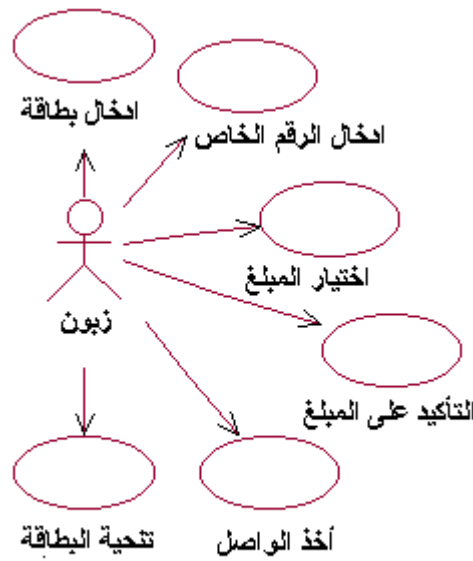 ادخال بطاقة
ادخال الرقم الخاص
اختيار المبلغ
زبون
التأكيد على المبلغ
تنحية البطاقة
أخذ الواصل